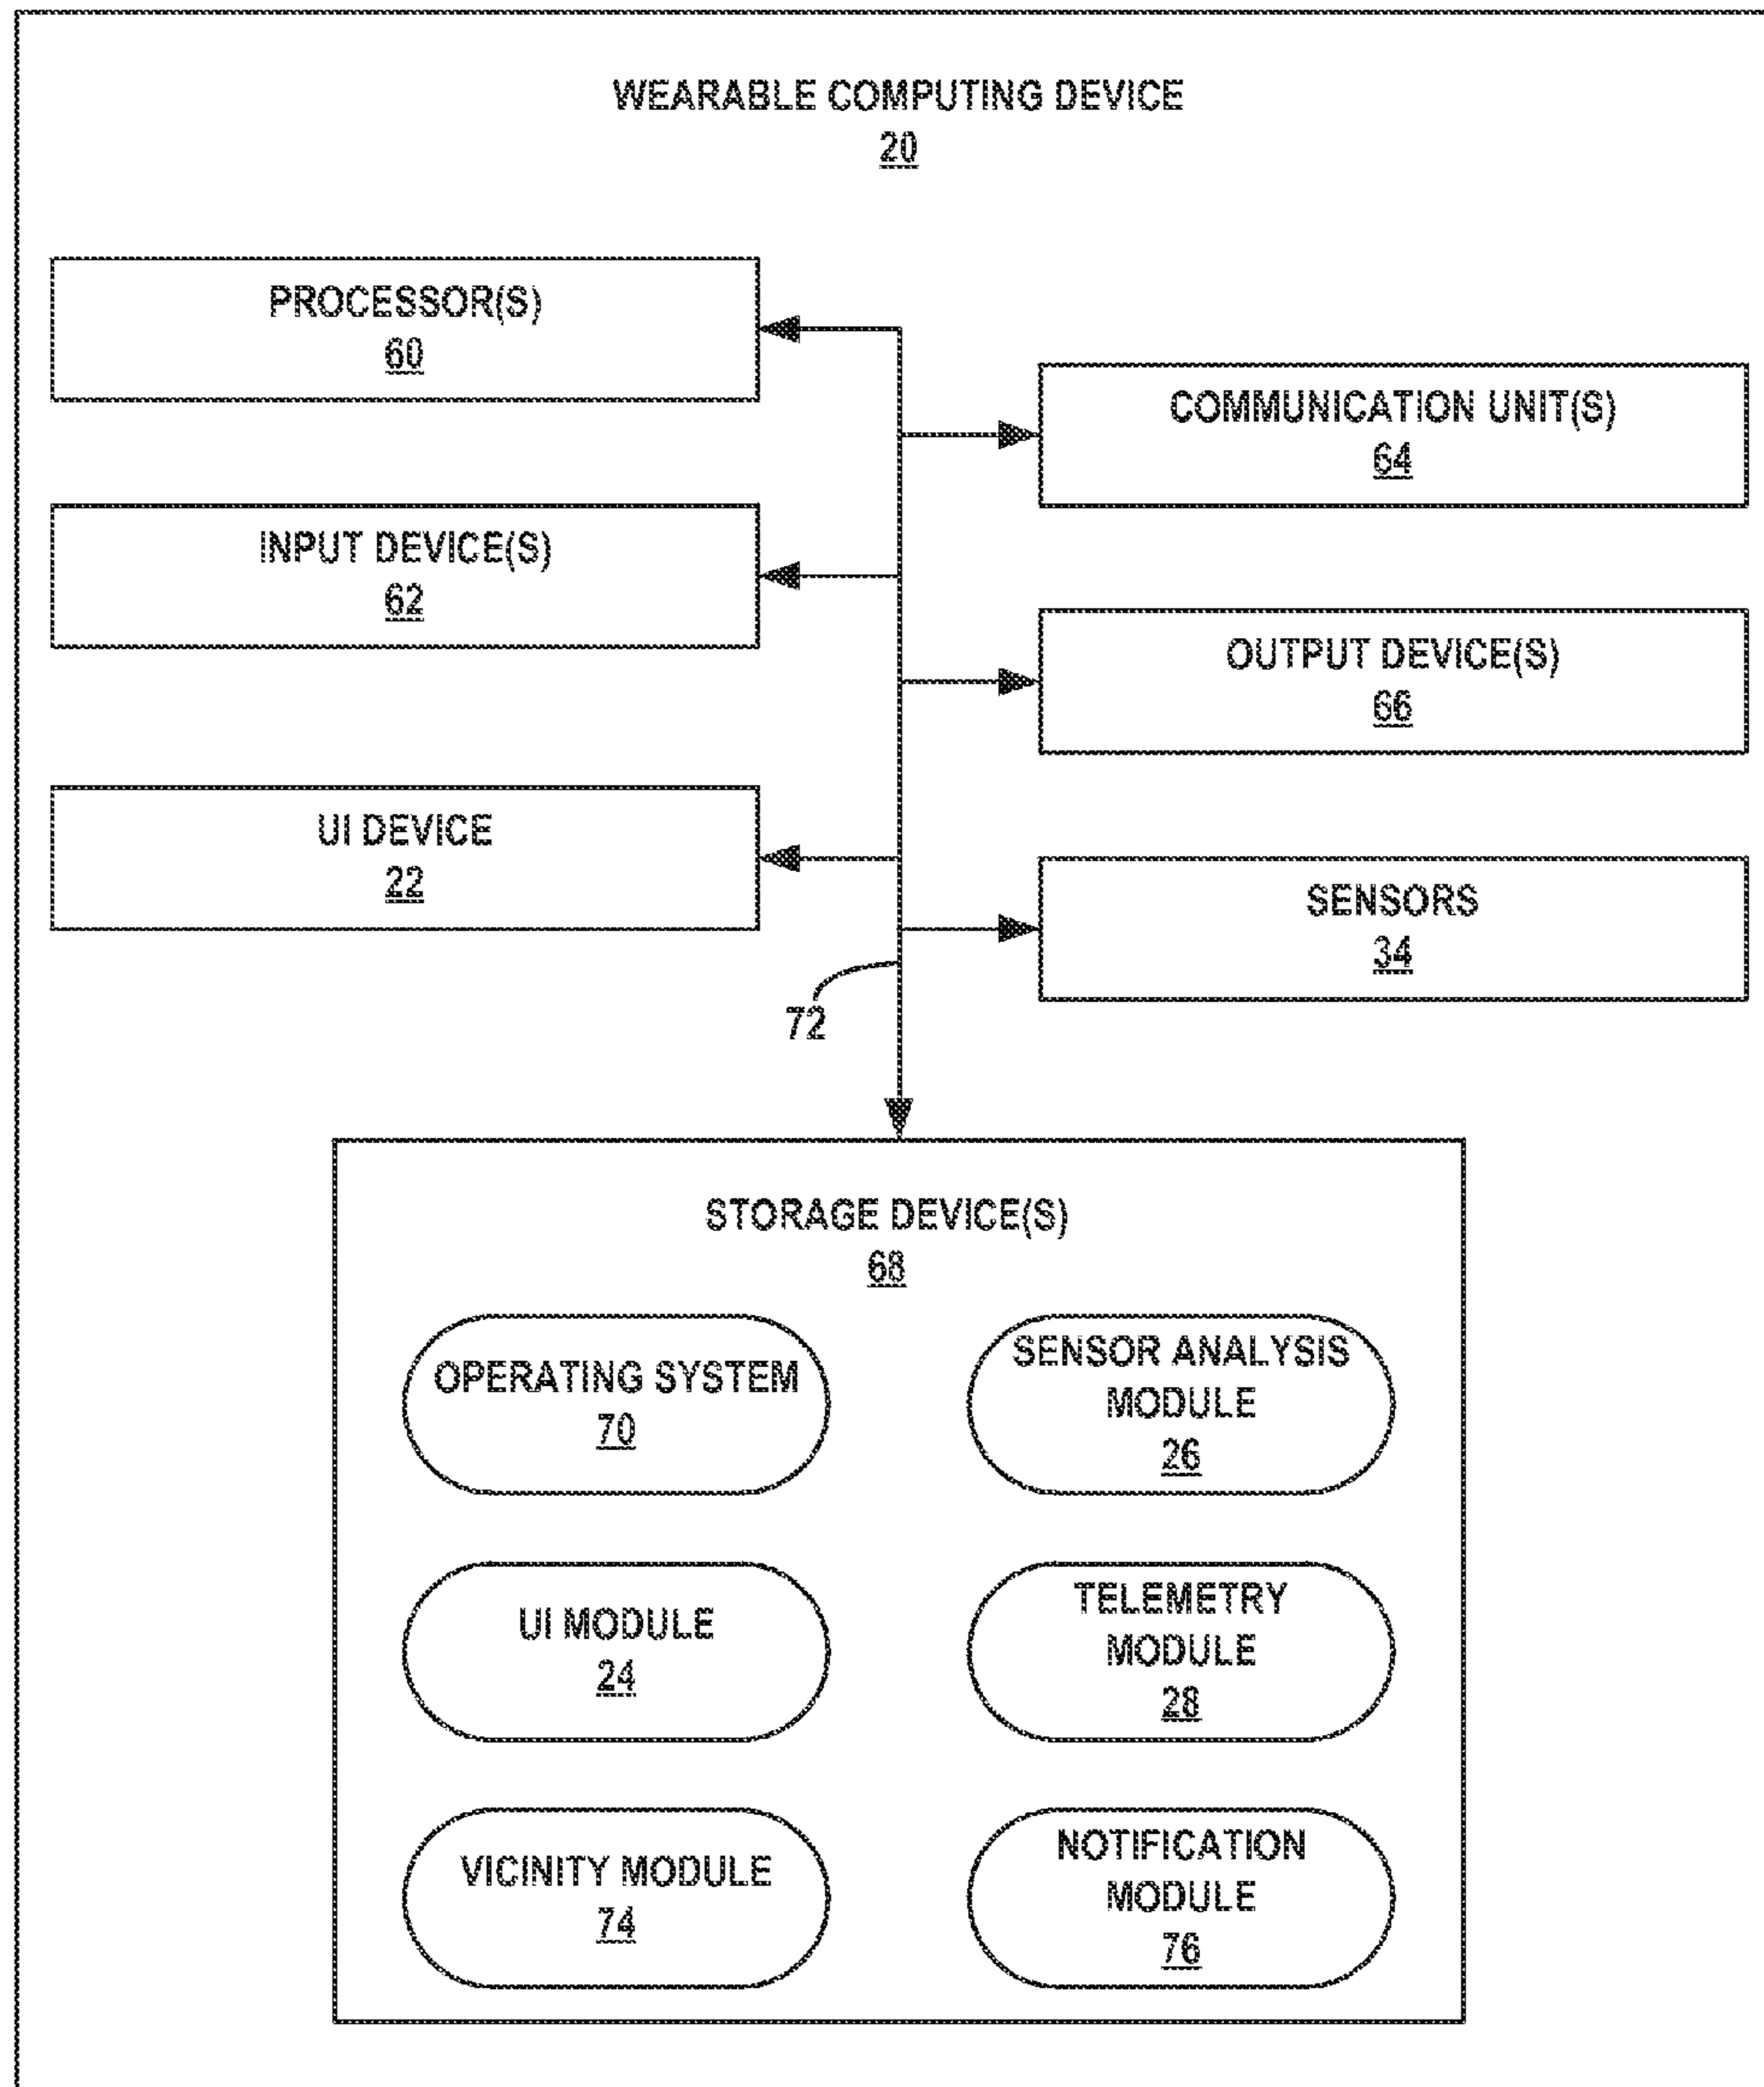 WEARABLE COMPUTING DEVICE
20
PROCESSOR(S)
60
COMMUNICATION UNIT(S)
64
INPUT DEVICE(S)
62
OUTPUT DEVICE(S)
66
UI DEVICE
22
SENSORS
34
72
STORAGE DEVICE(S)
68
OPERATING SYSTEM
70
SENSOR ANALYSIS
MODULE
26
UI MODULE
24
TELEMETRY
MODULE
28
VICINITY MODULE
74
NOTIFICATION
MODULE
76